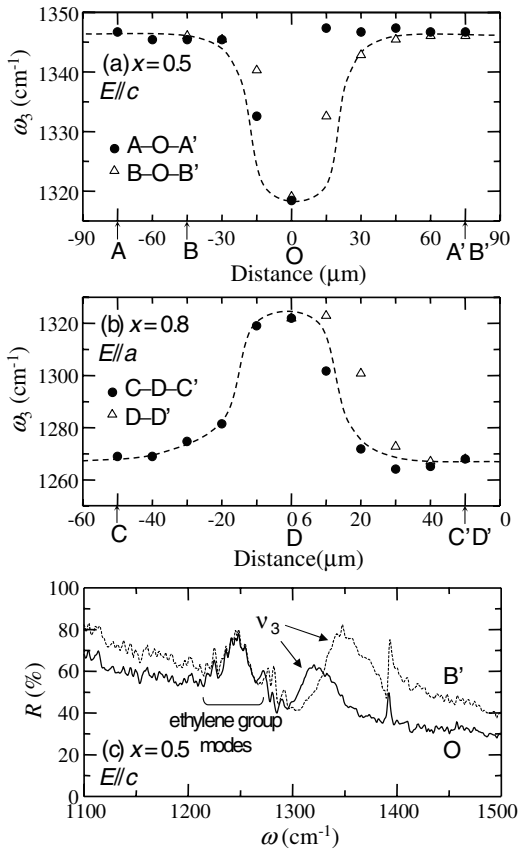 1350
1340
1330
1320
ω3 (cm-1)
(a) x=0.5
E//c
A–O–A'
B–O–B'
-90 -60 -30 0 30 60 90
A B O A' B'
Distance (μm)
1320
1300
1280
1260
ω3 (cm-1)
(b) x=0.8
E//a
C–D–C'
D–D'
-60 -40 -20 0 6 20 40 60
C D C' D'
Distance(μm)
100
80
60
40
20
0
R (%)
ν3
B'
ethylene group
modes
O
(c) x=0.5
E//c
1100 1200 1300 1400 1500
ω (cm-1)